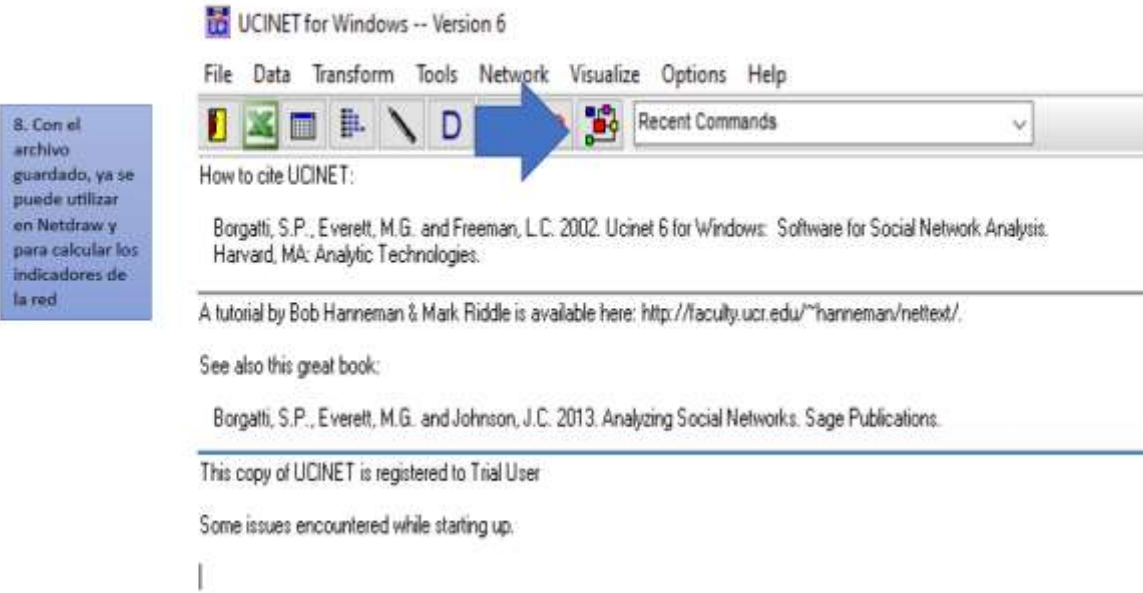 UCINET for Windows -- Version 6
File Data Transform Tools Network Visualize Options Help
D
Recent Commands
8. Con el
archivo
guardado, ya se
puede utilizar
en Netdraw y
para calcular los
indicadores de
la red
How to cite UCINET:
Borgatti, S.P., Everett, M.G. and Freeman, L.C. 2002. Ucinet 6 for Windows: Software for Social Network Analysis.
Harvard, MA: Analytic Technologies.
A tutorial by Bob Hanneman & Mark Riddle is available here: http://faculty.ucr.edu/~hanneman/nettext/.
See also this great book:
Borgatti, S.P., Everett, M.G. and Johnson, J.C. 2013. Analyzing Social Networks. Sage Publications.
This copy of UCINET is registered to Trial User
Some issues encountered while starting up.